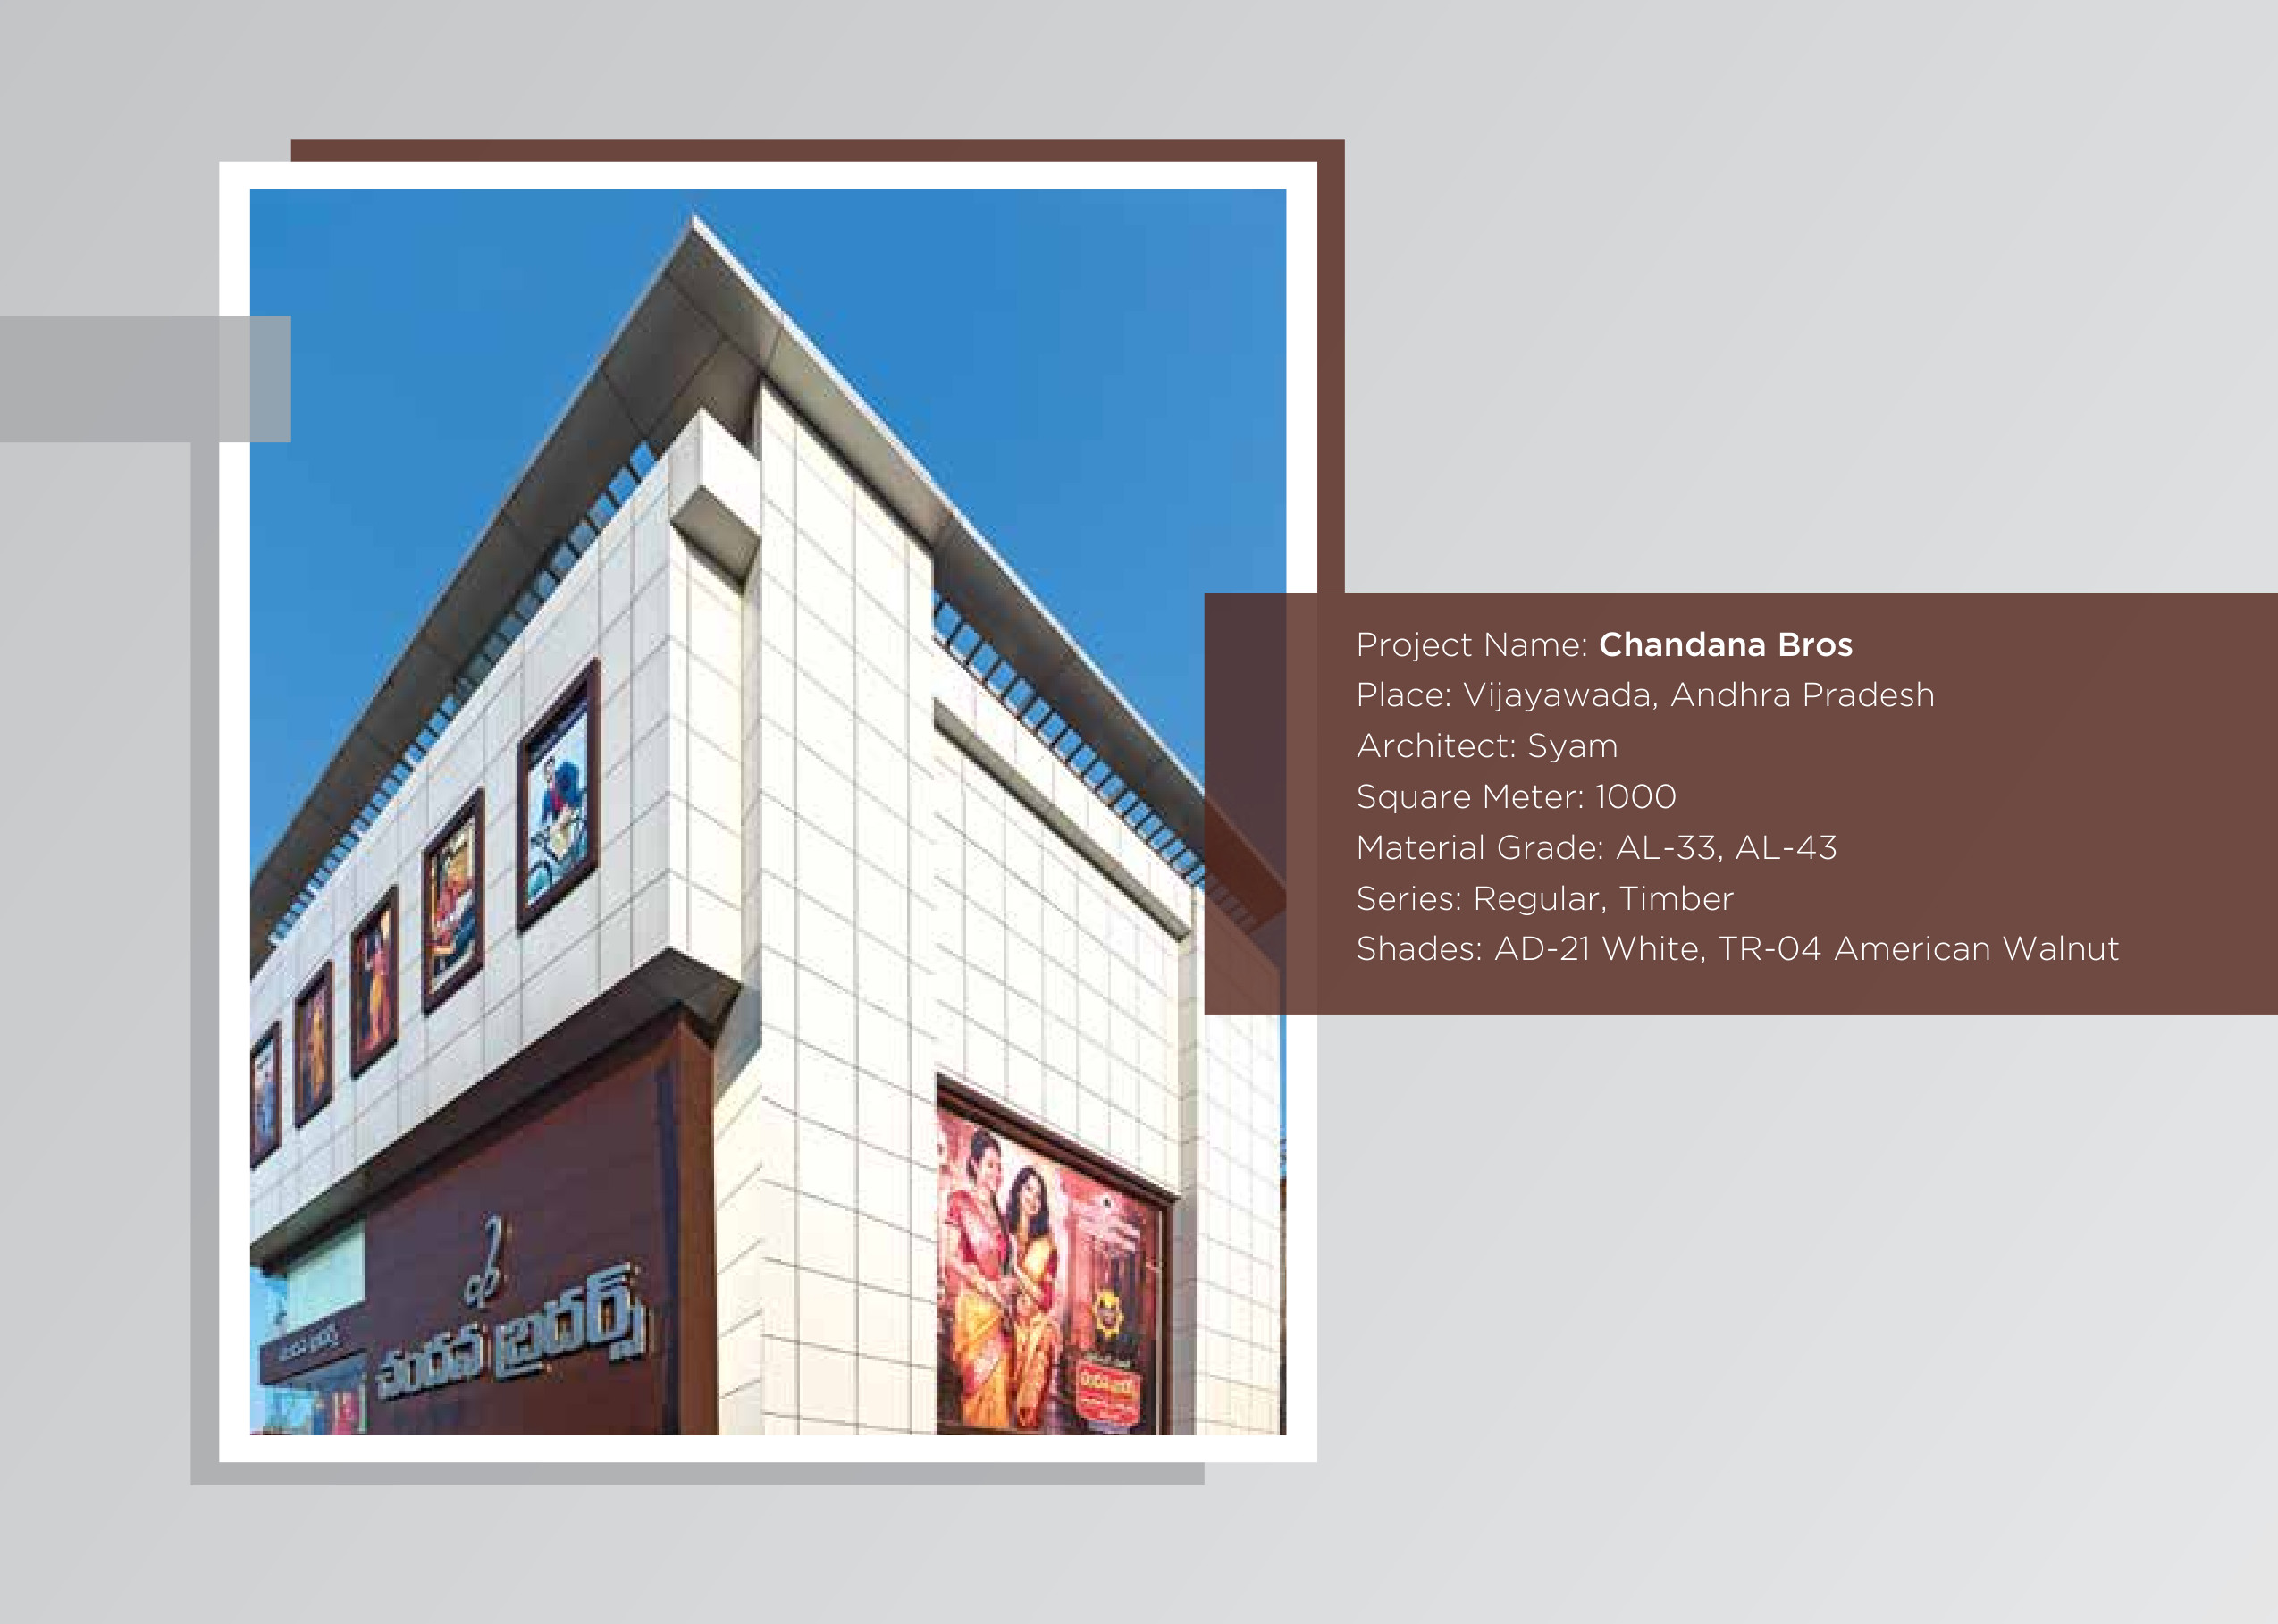 చందన బ్రదర్స్
Project Name: Chandana Bros
Place: Vijayawada, Andhra Pradesh
Architect: Syam
Square Meter: 1000
Material Grade: AL-33, AL-43
Series: Regular, Timber
Shades: AD-21 White, TR-04 American Walnut